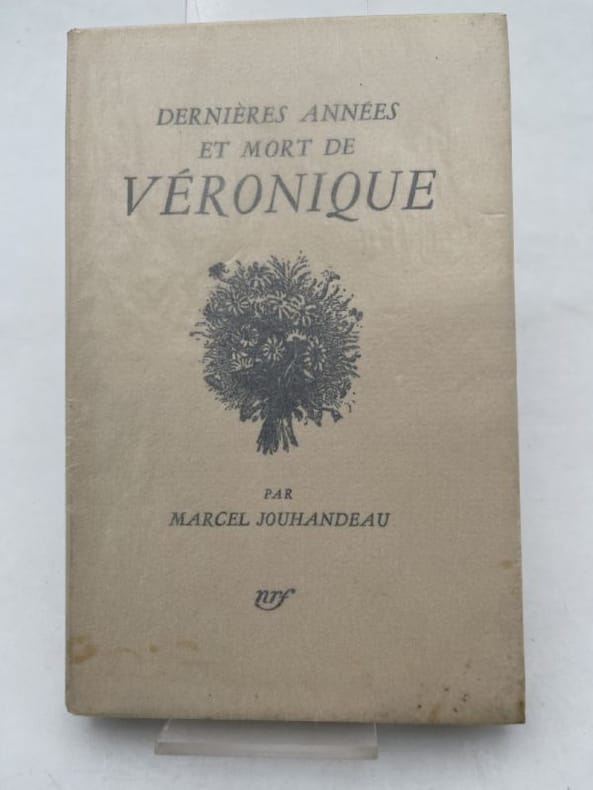 DERNIÈRES ANNÉES
ET MORT DE
VÉRONIQUE
PAR
MARCEL JOUHANDEAU
nrf